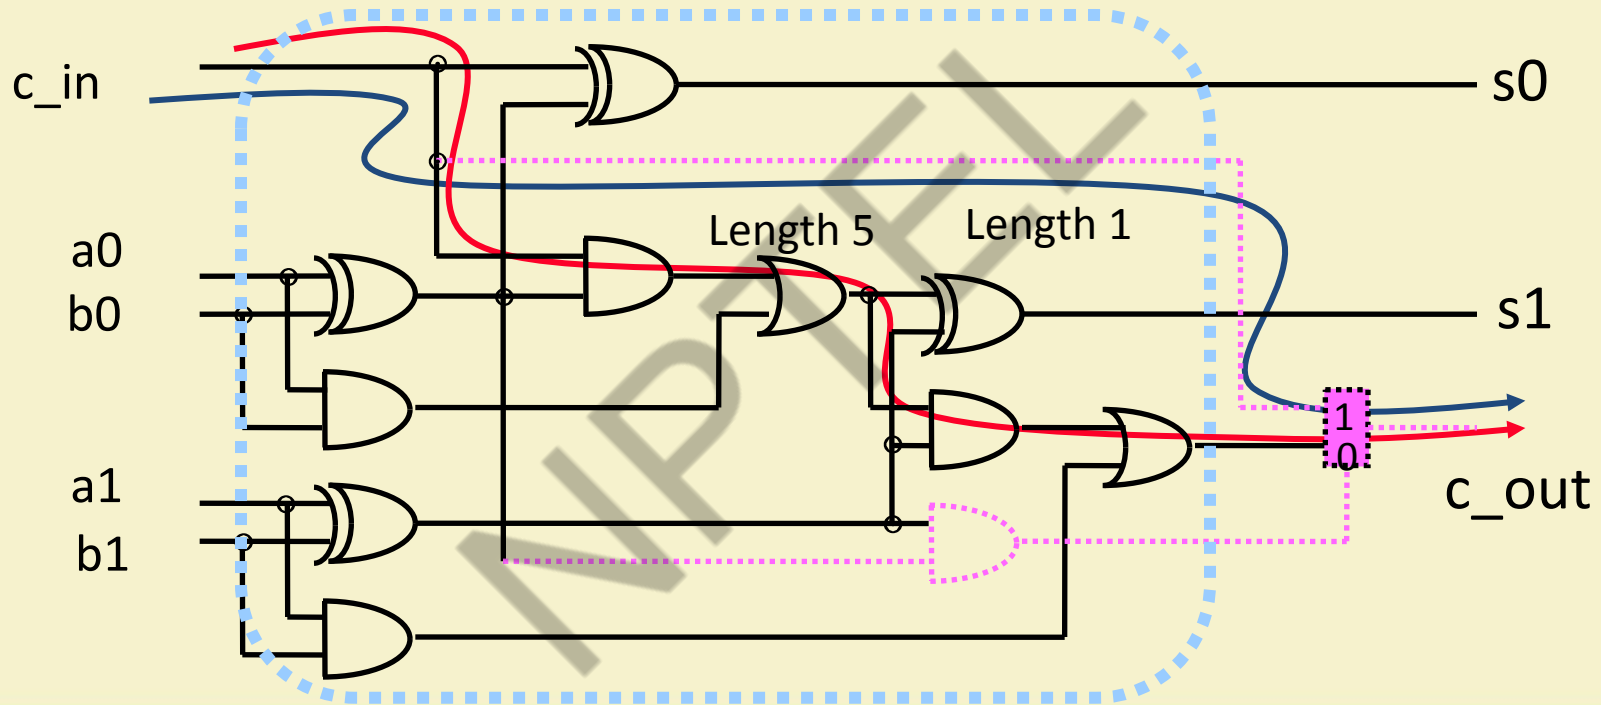 c_in
s0
a0
Length 5
Length 1
b0
s1
1
0
a1
c_out
b1
NPTEL